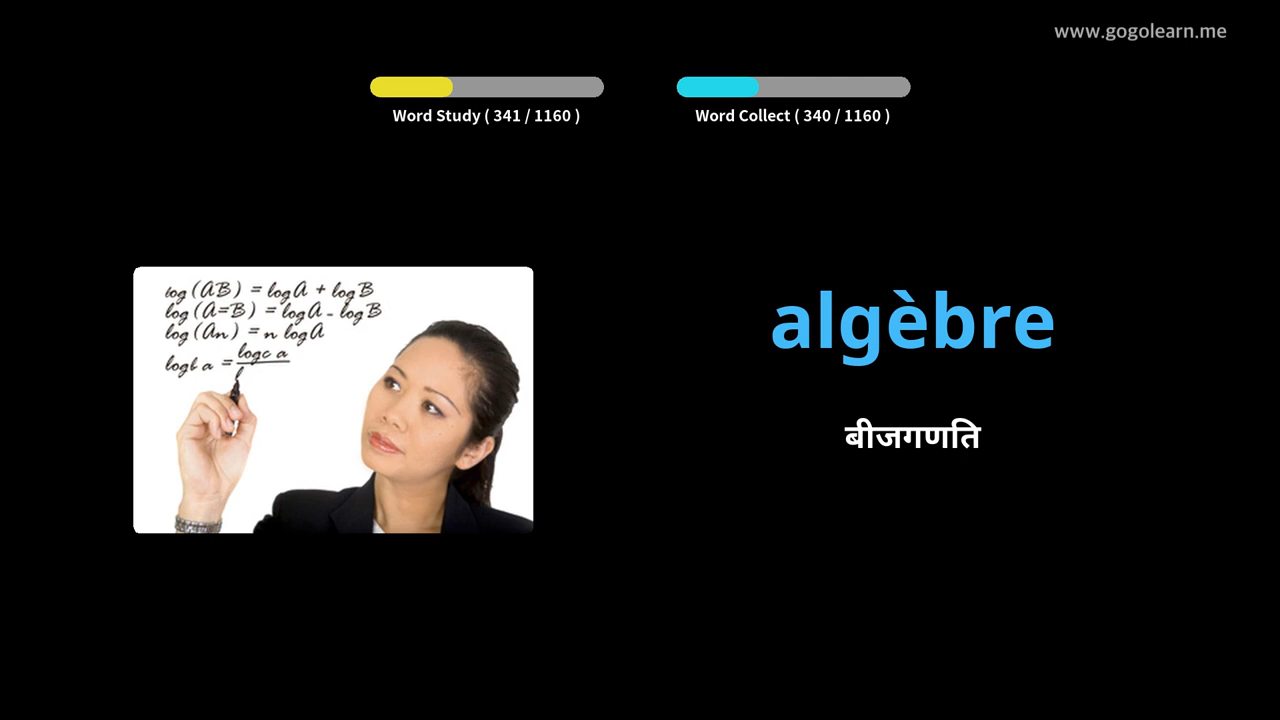 www.gogolearn.me
Word Study ( 341 / 1160 )
Word Collect ( 340 / 1160 )
log (AB) = log A + log B
log (A=B) = log A - log B
log (An) = n log A
logb a = logc a
l
algèbre
बीजगणति